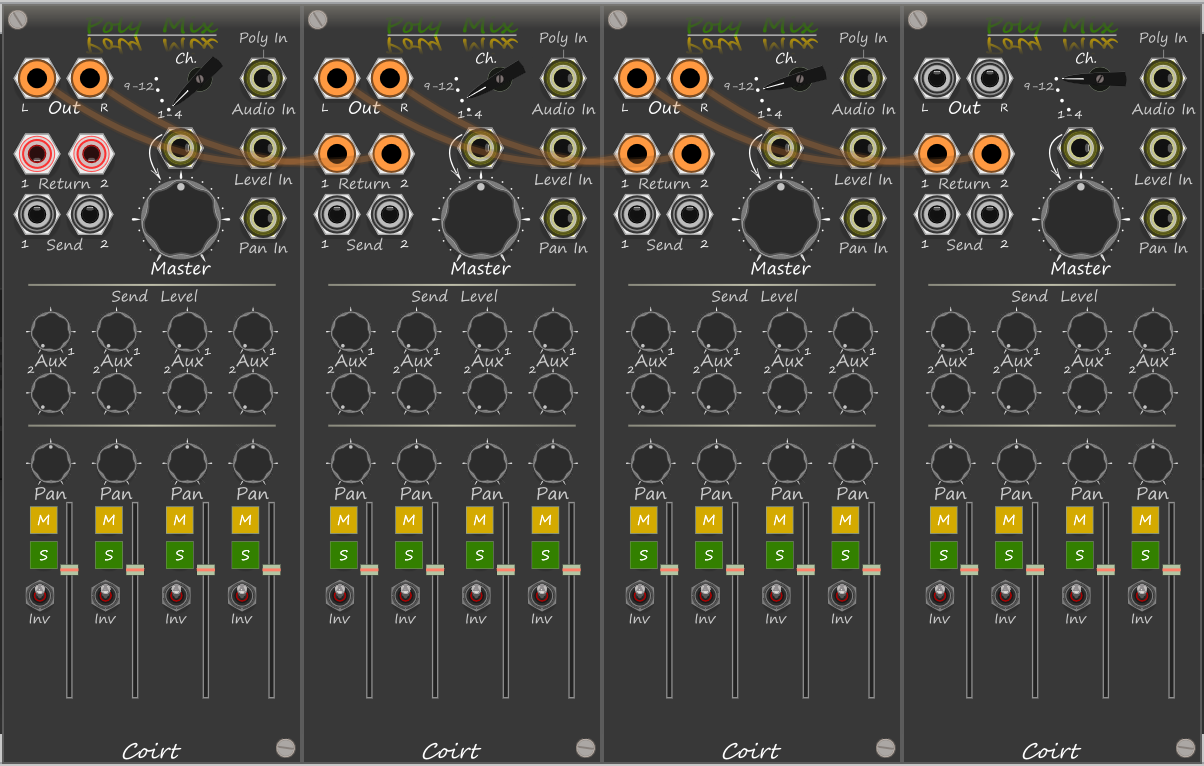 Poly Mix Poly Mix Poly Mix Poly Mix
Poly In Poly In Poly In Poly In
Ch. Ch. Ch. Ch.
9-12 9-12 9-12 9-12
L Out R 1-4 Audio In L Out R 1-4 Audio In L Out R 1-4 Audio In L Out R 1-4 Audio In
1 Return 2 Level In 1 Return 2 Level In 1 Return 2 Level In 1 Return 2 Level In
1 Send 2 Pan In 1 Send 2 Pan In 1 Send 2 Pan In 1 Send 2 Pan In
Master Master Master Master
Send Level Send Level Send Level Send Level
2 Aux 1 2 Aux 1 2 Aux 1 2 Aux 1 2 Aux 1 2 Aux 1 2 Aux 1 2 Aux 1 2 Aux 1 2 Aux 1 2 Aux 1 2 Aux 1 2 Aux 1 2 Aux 1 2 Aux 1 2 Aux 1
Pan Pan Pan Pan Pan Pan Pan Pan Pan Pan Pan Pan Pan Pan Pan Pan
M M M M M M M M M M M M M M M M
S S S S S S S S S S S S S S S S
Inv Inv Inv Inv Inv Inv Inv Inv Inv Inv Inv Inv Inv Inv Inv Inv
Coirt Coirt Coirt Coirt